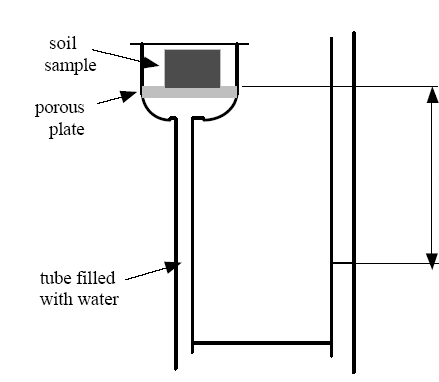 soil
sample
porous
plate
tube filled
with water